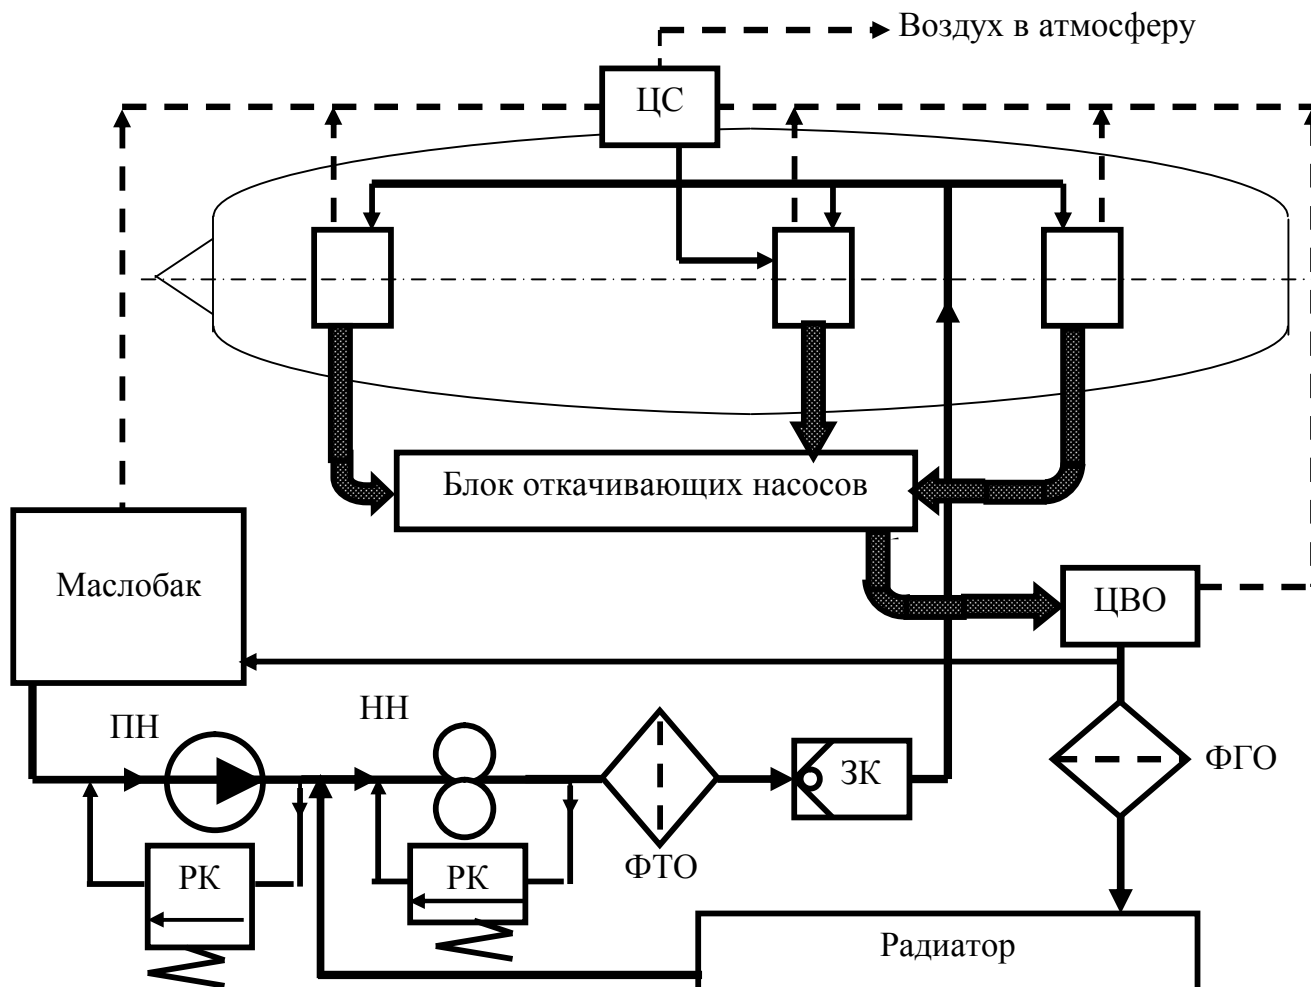 Воздух в атмосферу
ЦС
Блок откачивающих насосов
Маслобак
ЦВО
ПН
НН
ФГО
ЗК
РК
РК
ФТО
Радиатор